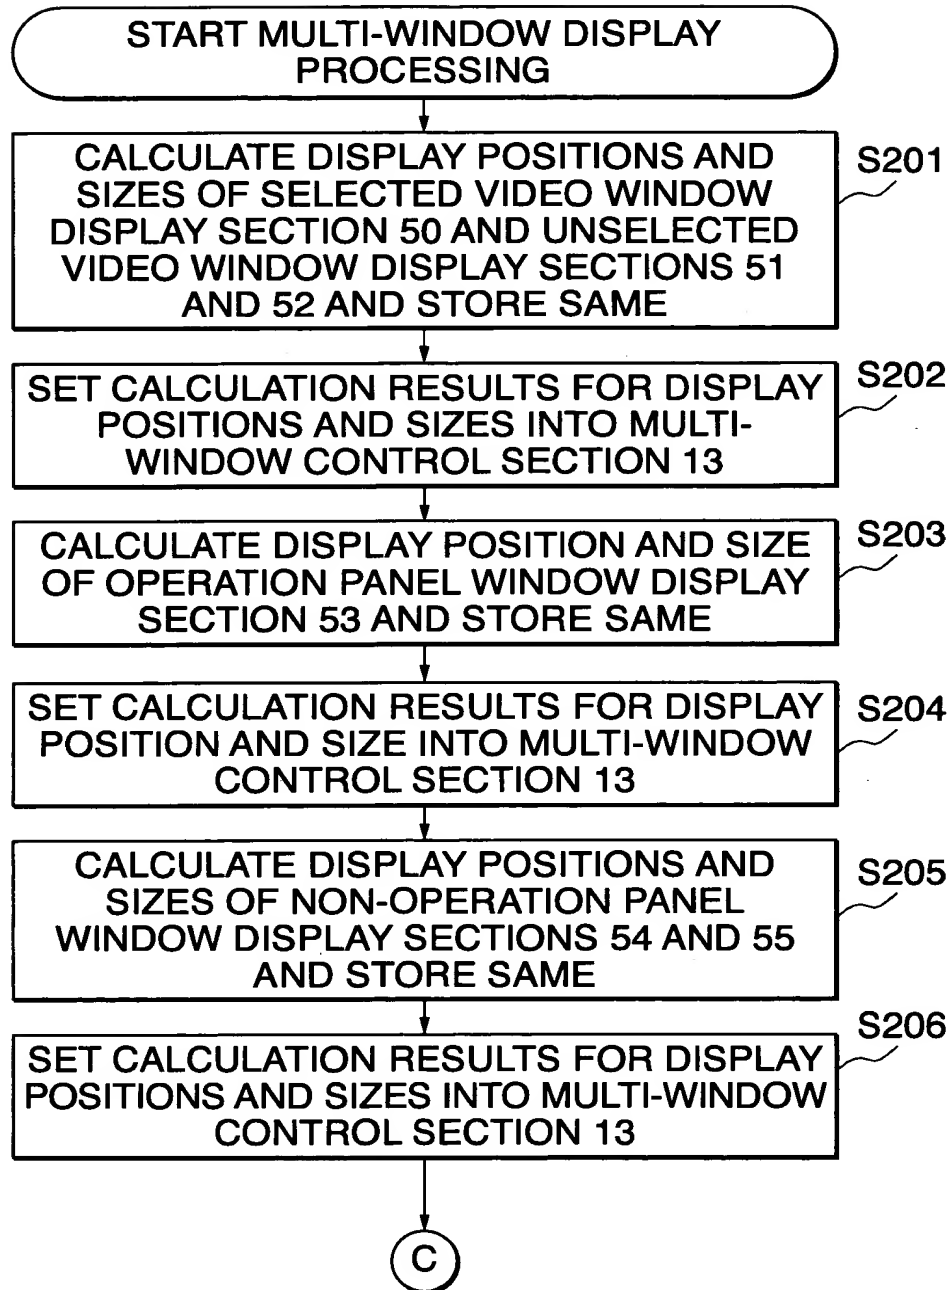 START MULTI-WINDOW DISPLAY
PROCESSING
CALCULATE DISPLAY POSITIONS AND
SIZES OF SELECTED VIDEO WINDOW
DISPLAY SECTION 50 AND UNSELECTED
VIDEO WINDOW DISPLAY SECTIONS 51
AND 52 AND STORE SAME
S201
SET CALCULATION RESULTS FOR DISPLAY
POSITIONS AND SIZES INTO MULTI-
WINDOW CONTROL SECTION 13
S202
CALCULATE DISPLAY POSITION AND SIZE
OF OPERATION PANEL WINDOW DISPLAY
SECTION 53 AND STORE SAME
S203
SET CALCULATION RESULTS FOR DISPLAY
POSITION AND SIZE INTO MULTI-WINDOW
CONTROL SECTION 13
S204
CALCULATE DISPLAY POSITIONS AND
SIZES OF NON-OPERATION PANEL
WINDOW DISPLAY SECTIONS 54 AND 55
AND STORE SAME
S205
SET CALCULATION RESULTS FOR DISPLAY
POSITIONS AND SIZES INTO MULTI-WINDOW
CONTROL SECTION 13
S206
C